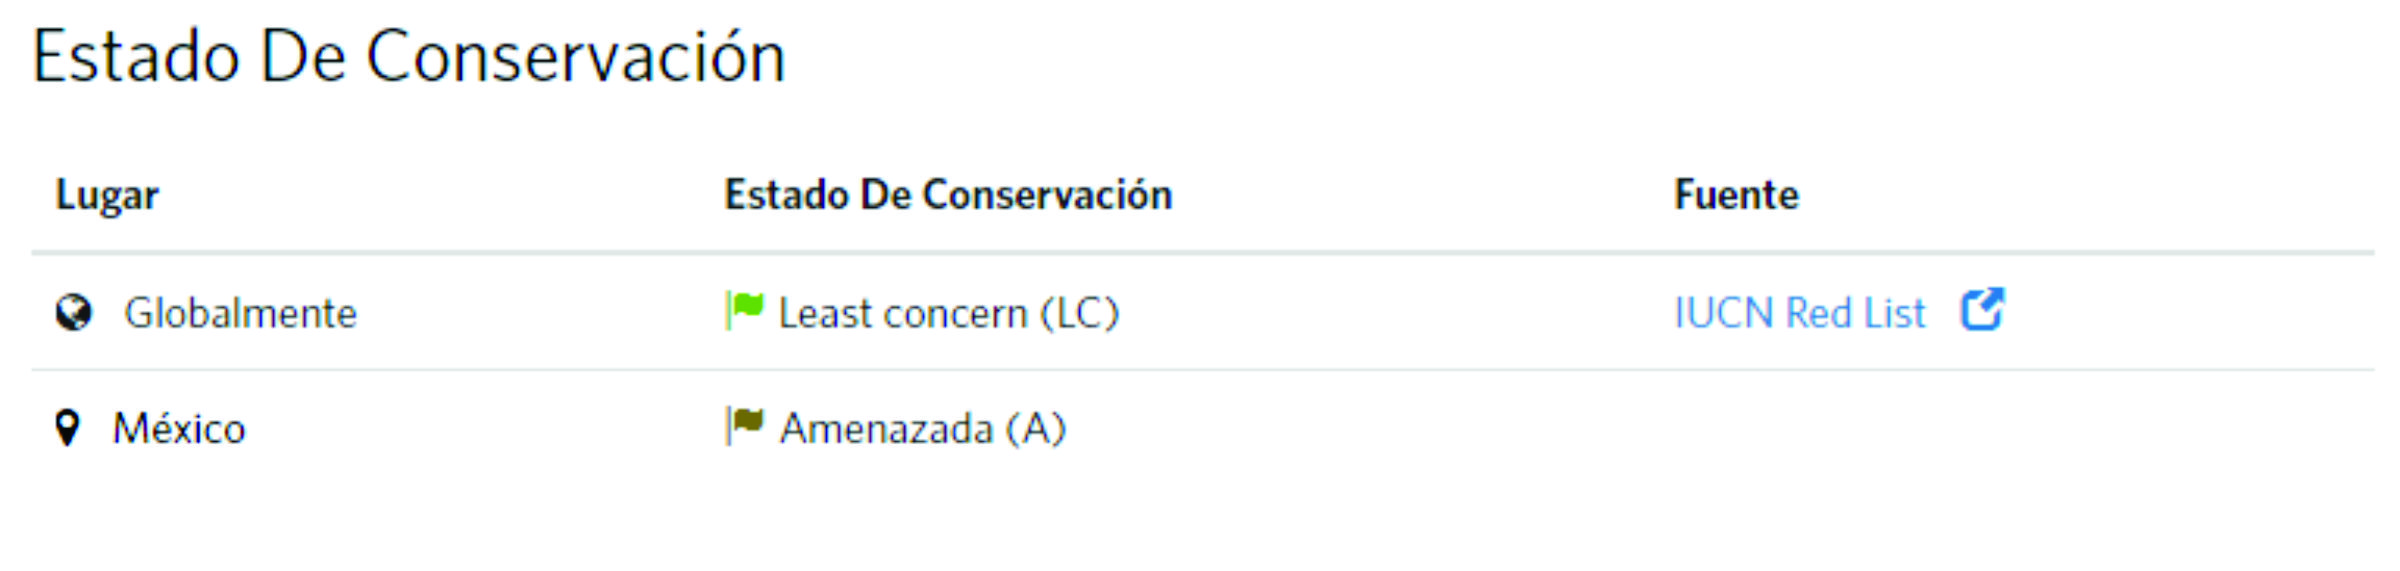 Estado De Conservación
Lugar Estado De Conservación Fuente
Globalmente Least concern (LC) IUCN Red List
México Amenazada (A)